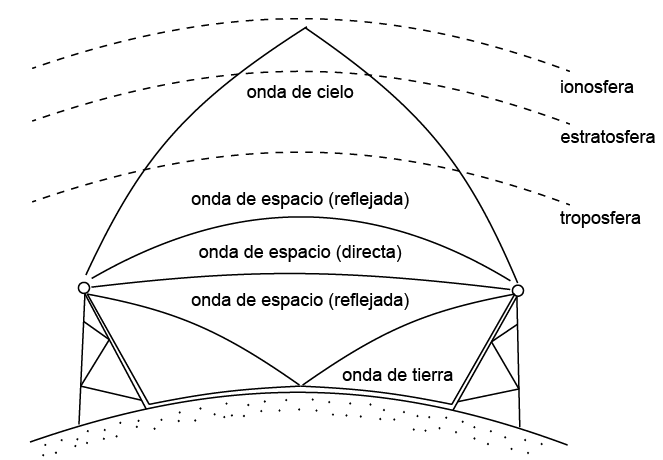 ionosfera
onda de cielo
estratosfera
onda de espacio (reflejada)
troposfera
onda de espacio (directa)
onda de espacio (reflejada)
onda de tierra